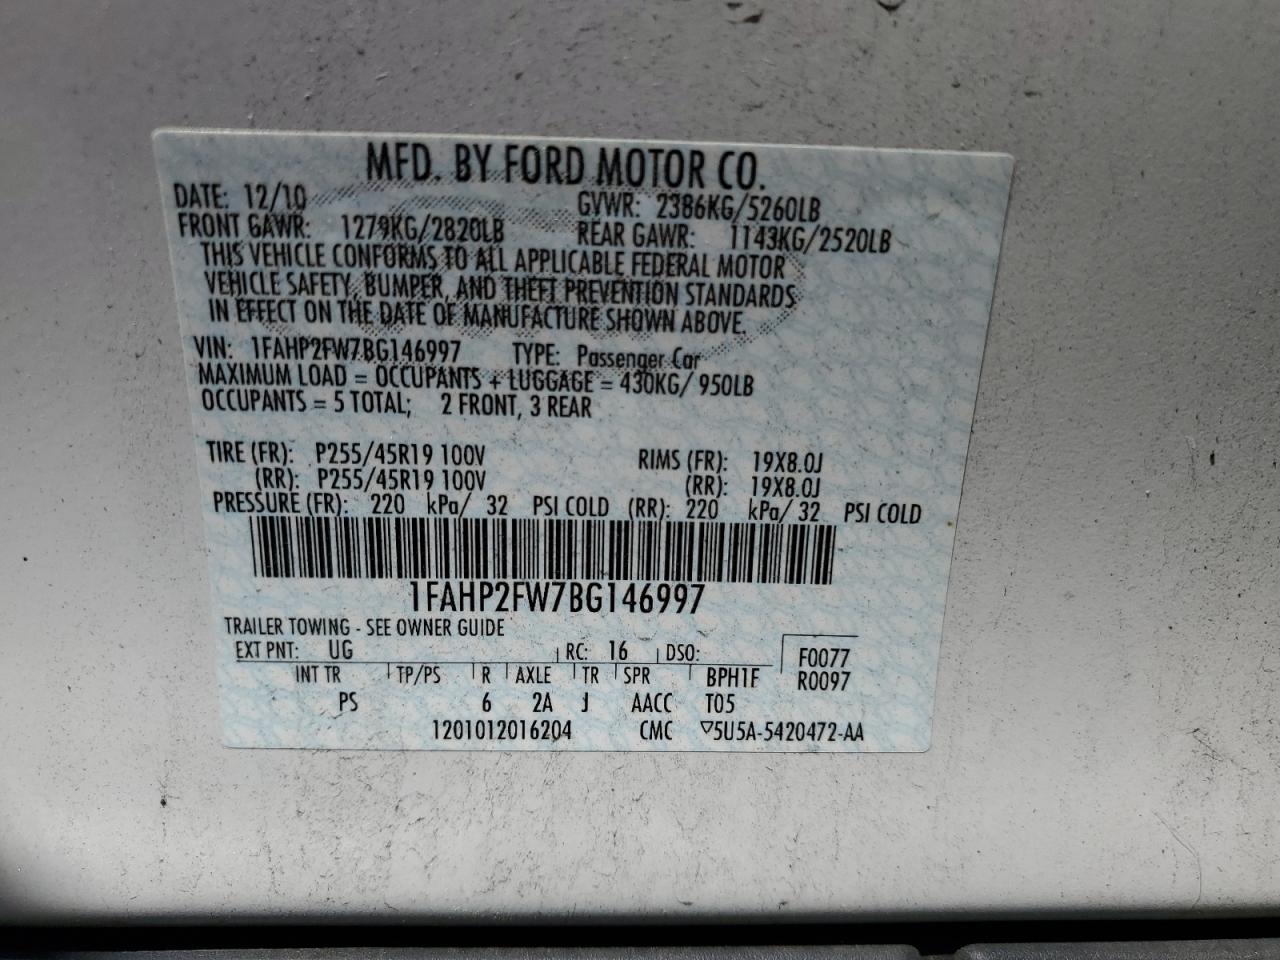 MFD. BY FORD MOTOR CO.
DATE: 12/10 GVWR: 2386KG/5260LB
FRONT GAWR: 1279KG/2820LB REAR GAWR: 1143KG/2520LB
THIS VEHICLE CONFORMS TO ALL APPLICABLE FEDERAL MOTOR
VEHICLE SAFETY, BUMPER, AND THEFT PREVENTION STANDARDS
IN EFFECT ON THE DATE OF MANUFACTURE SHOWN ABOVE.
VIN: 1FAHP2FW7BG146997 TYPE: Passenger Car
MAXIMUM LOAD = OCCUPANTS + LUGGAGE = 430KG/ 950LB
OCCUPANTS = 5 TOTAL; 2 FRONT, 3 REAR
TIRE (FR): P255/45R19 100V RIMS (FR): 19X8.0J
(RR): P255/45R19 100V (RR): 19X8.0J
PRESSURE (FR): 220 kPa/ 32 PSI COLD (RR): 220 kPa/ 32 PSI COLD
1FAHP2FW7BG146997
TRAILER TOWING - SEE OWNER GUIDE
EXT PNT: UG RC: 16 DSO: F0077
INT TR TP/PS R AXLE TR SPR BPH1F R0097
PS 6 2A J AACC T05
1201012016204 CMC ▽5U5A-5420472-AA